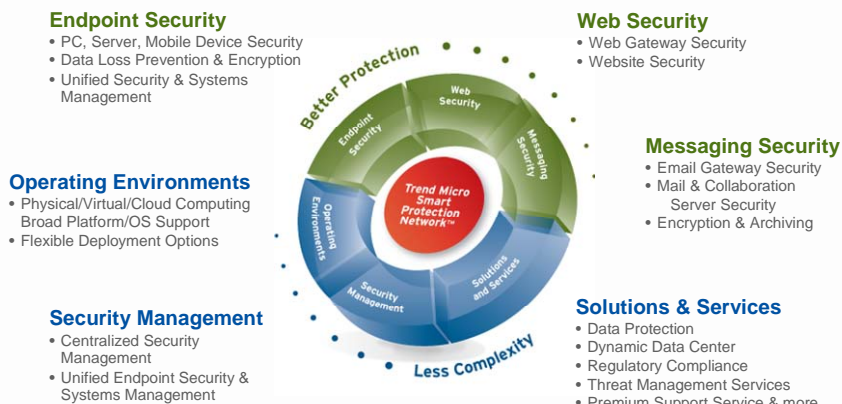 Endpoint Security
• PC, Server, Mobile Device Security
• Data Loss Prevention & Encryption
• Unified Security & Systems
Management
Web Security
• Web Gateway Security
• Website Security
Messaging Security
• Email Gateway Security
• Mail & Collaboration
Server Security
• Encryption & Archiving
Operating Environments
• Physical/Virtual/Cloud Computing
Broad Platform/OS Support
• Flexible Deployment Options
Security Management
• Centralized Security
Management
• Unified Endpoint Security &
Systems Management
Solutions & Services
• Data Protection
• Dynamic Data Center
• Regulatory Compliance
• Threat Management Services
• Premium Support Service & more
Better Protection
Endpoint
Security
Web
Security
Messaging
Security
Operating
Environments
Security
Management
Solutions
and Services
Trend Micro
Smart
Protection
Network™
Less Complexity